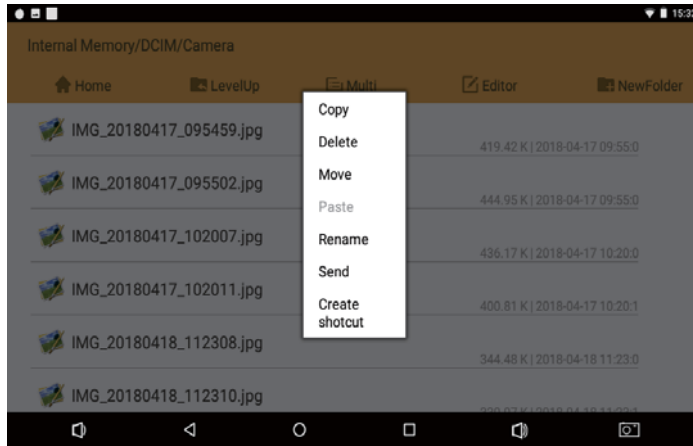 15:32
Internal Memory/DCIM/Camera
Home LevelUp Multi Editor NewFolder
IMG_20180417_095459.jpg
419.42 K | 2018-04-17 09:55:0
IMG_20180417_095502.jpg
444.95 K | 2018-04-17 09:55:0
IMG_20180417_102007.jpg
436.17 K | 2018-04-17 10:20:0
IMG_20180417_102011.jpg
400.81 K | 2018-04-17 10:20:1
IMG_20180418_112308.jpg
344.48 K | 2018-04-18 11:23:0
IMG_20180418_112310.jpg
Copy
Delete
Move
Paste
Rename
Send
Create
shotcut